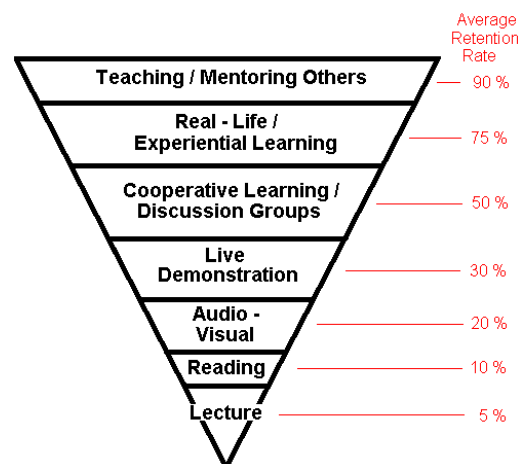 Average
Retention
Rate
Teaching / Mentoring Others
90 %
Real - Life /
Experiential Learning
75 %
Cooperative Learning /
Discussion Groups
50 %
Live
Demonstration
30 %
Audio -
Visual
20 %
Reading
10 %
Lecture
5 %